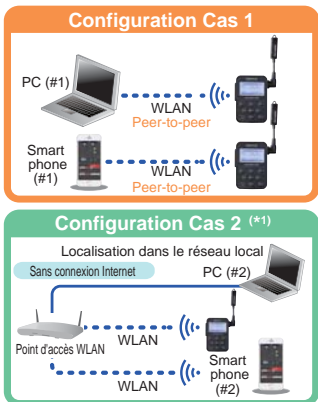 Configuration Cas 1
PC (#1)
WLAN
Peer-to-peer
Smart
phone
(#1)
WLAN
Peer-to-peer
Configuration Cas 2 (*1)
Localisation dans le réseau local
Sans connexion Internet
PC (#2)
Point d'accès WLAN
WLAN
Smart
phone
(#2)
WLAN